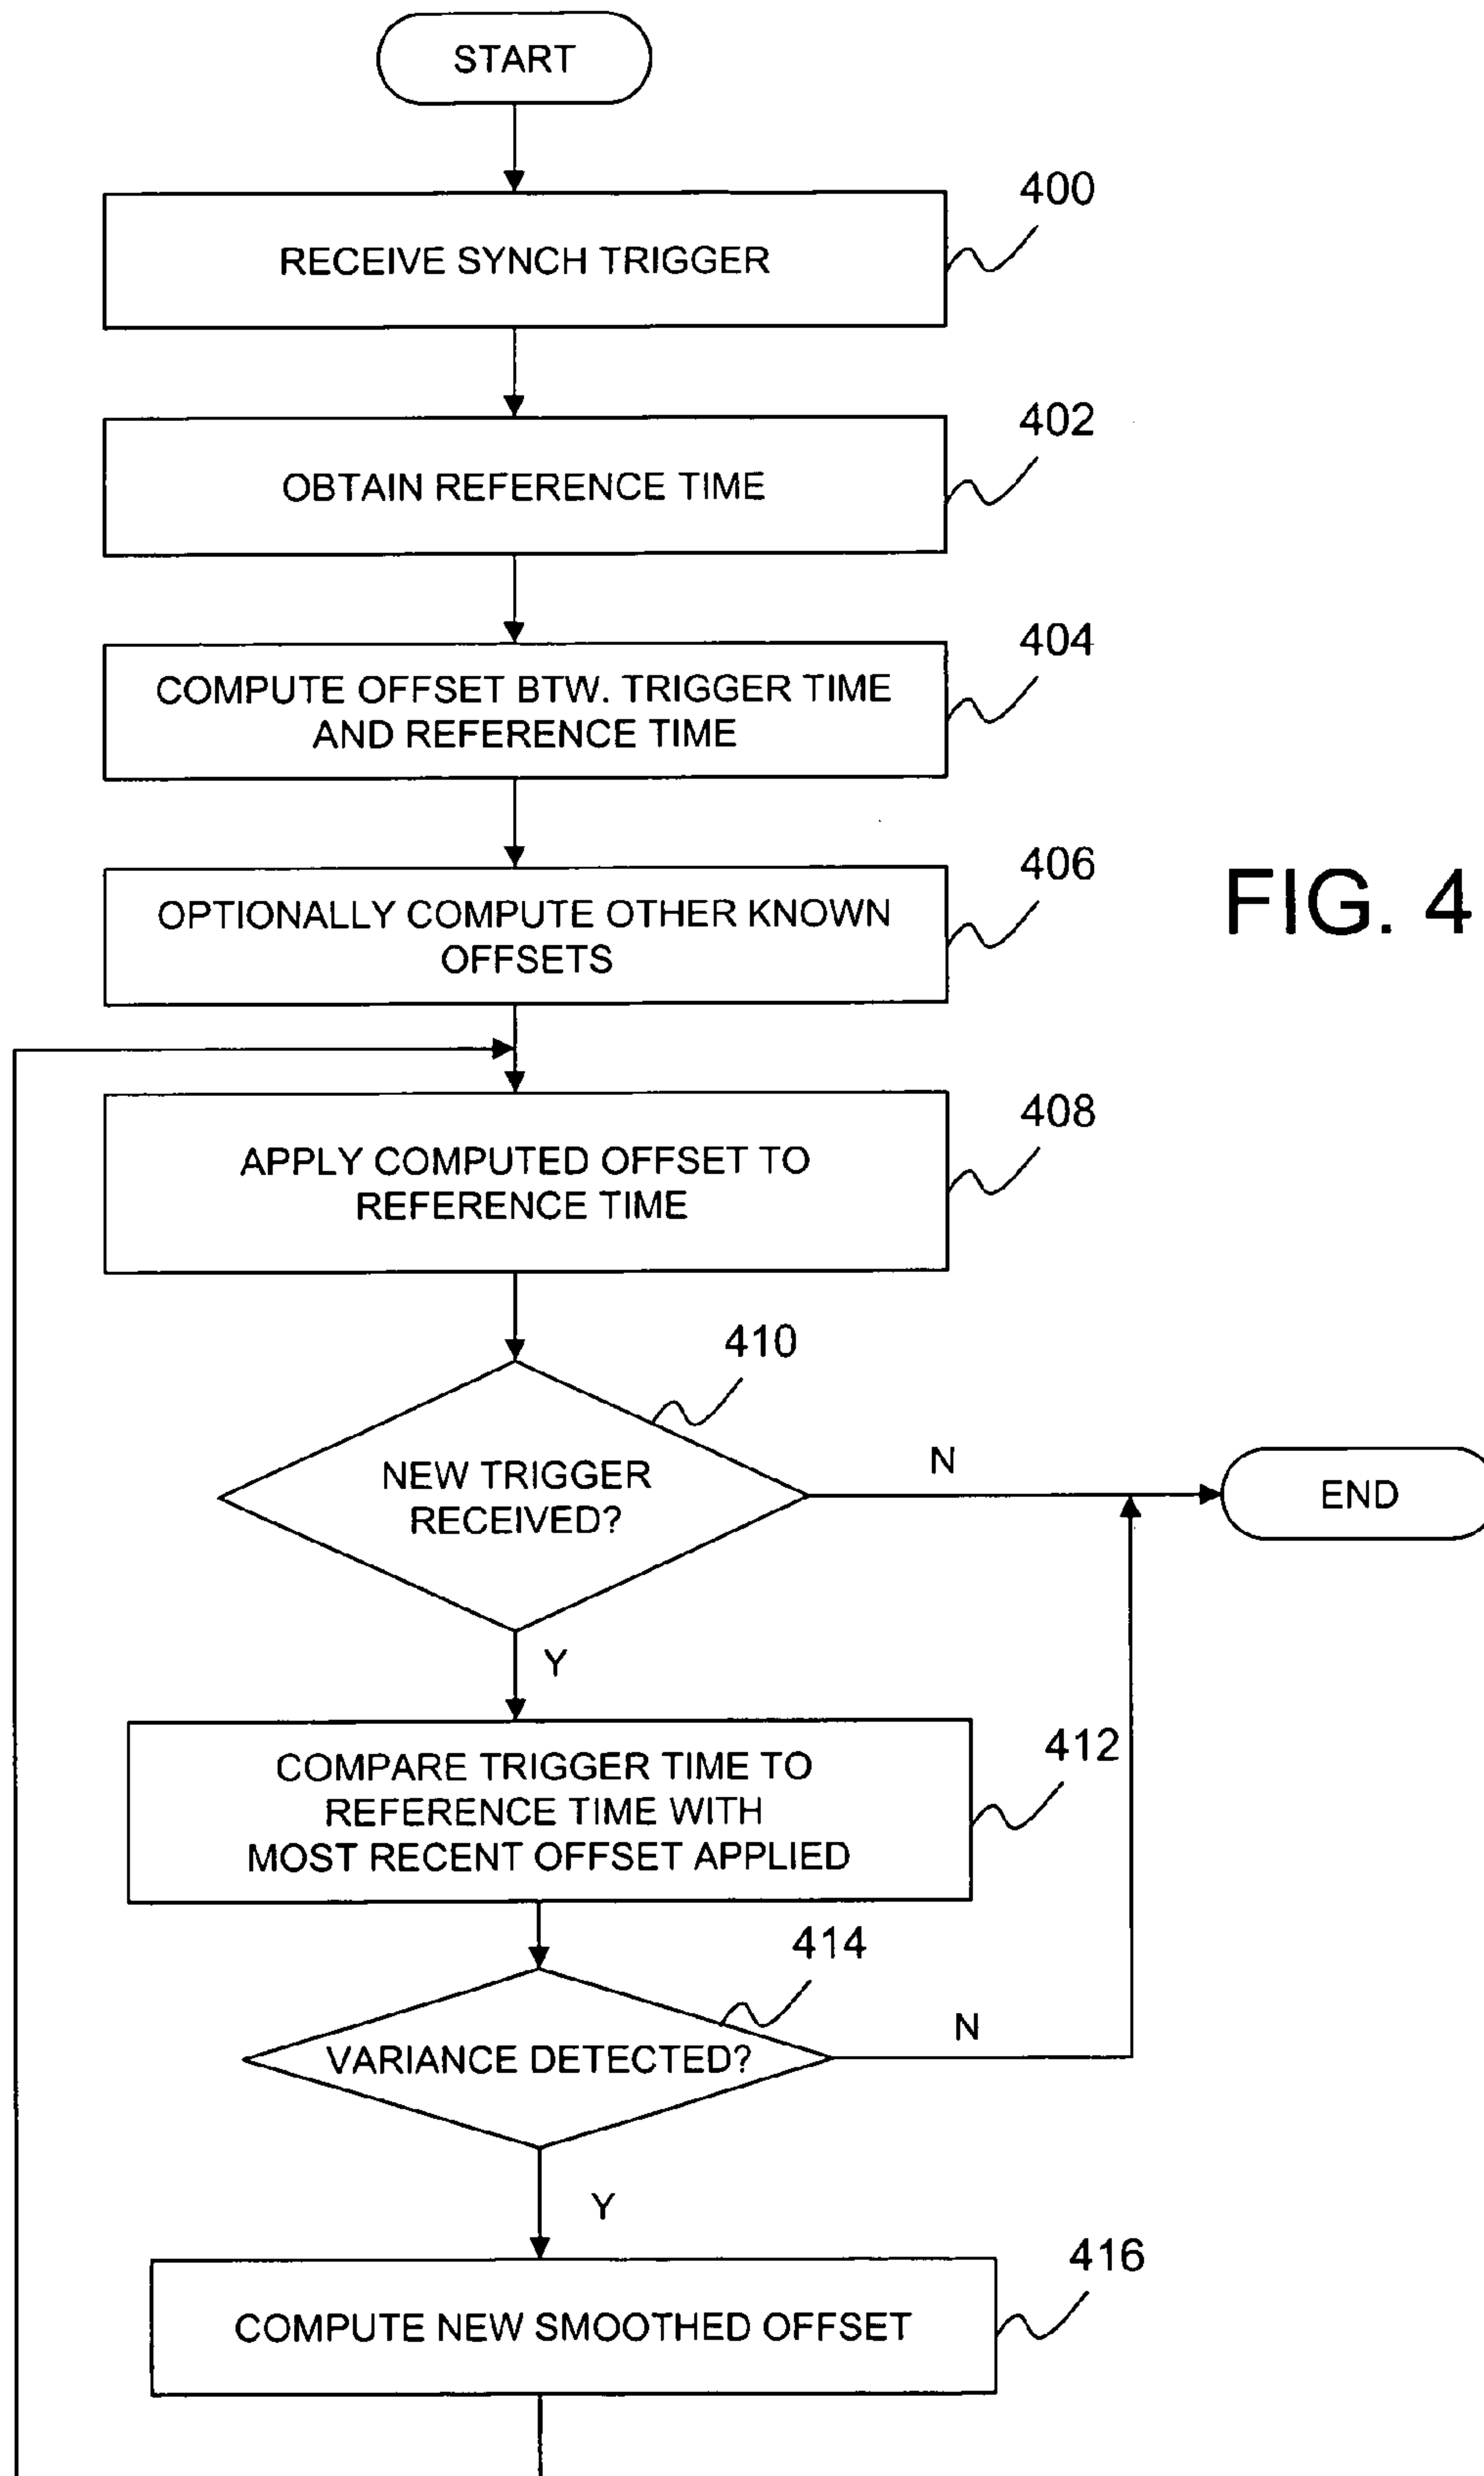 START
400
RECEIVE SYNCH TRIGGER
402
OBTAIN REFERENCE TIME
404
COMPUTE OFFSET BTW. TRIGGER TIME
AND REFERENCE TIME
406
OPTIONALLY COMPUTE OTHER KNOWN
OFFSETS
FIG. 4
408
APPLY COMPUTED OFFSET TO
REFERENCE TIME
410
NEW TRIGGER
RECEIVED?
N
END
Y
412
COMPARE TRIGGER TIME TO
REFERENCE TIME WITH
MOST RECENT OFFSET APPLIED
414
VARIANCE DETECTED?
N
Y
416
COMPUTE NEW SMOOTHED OFFSET